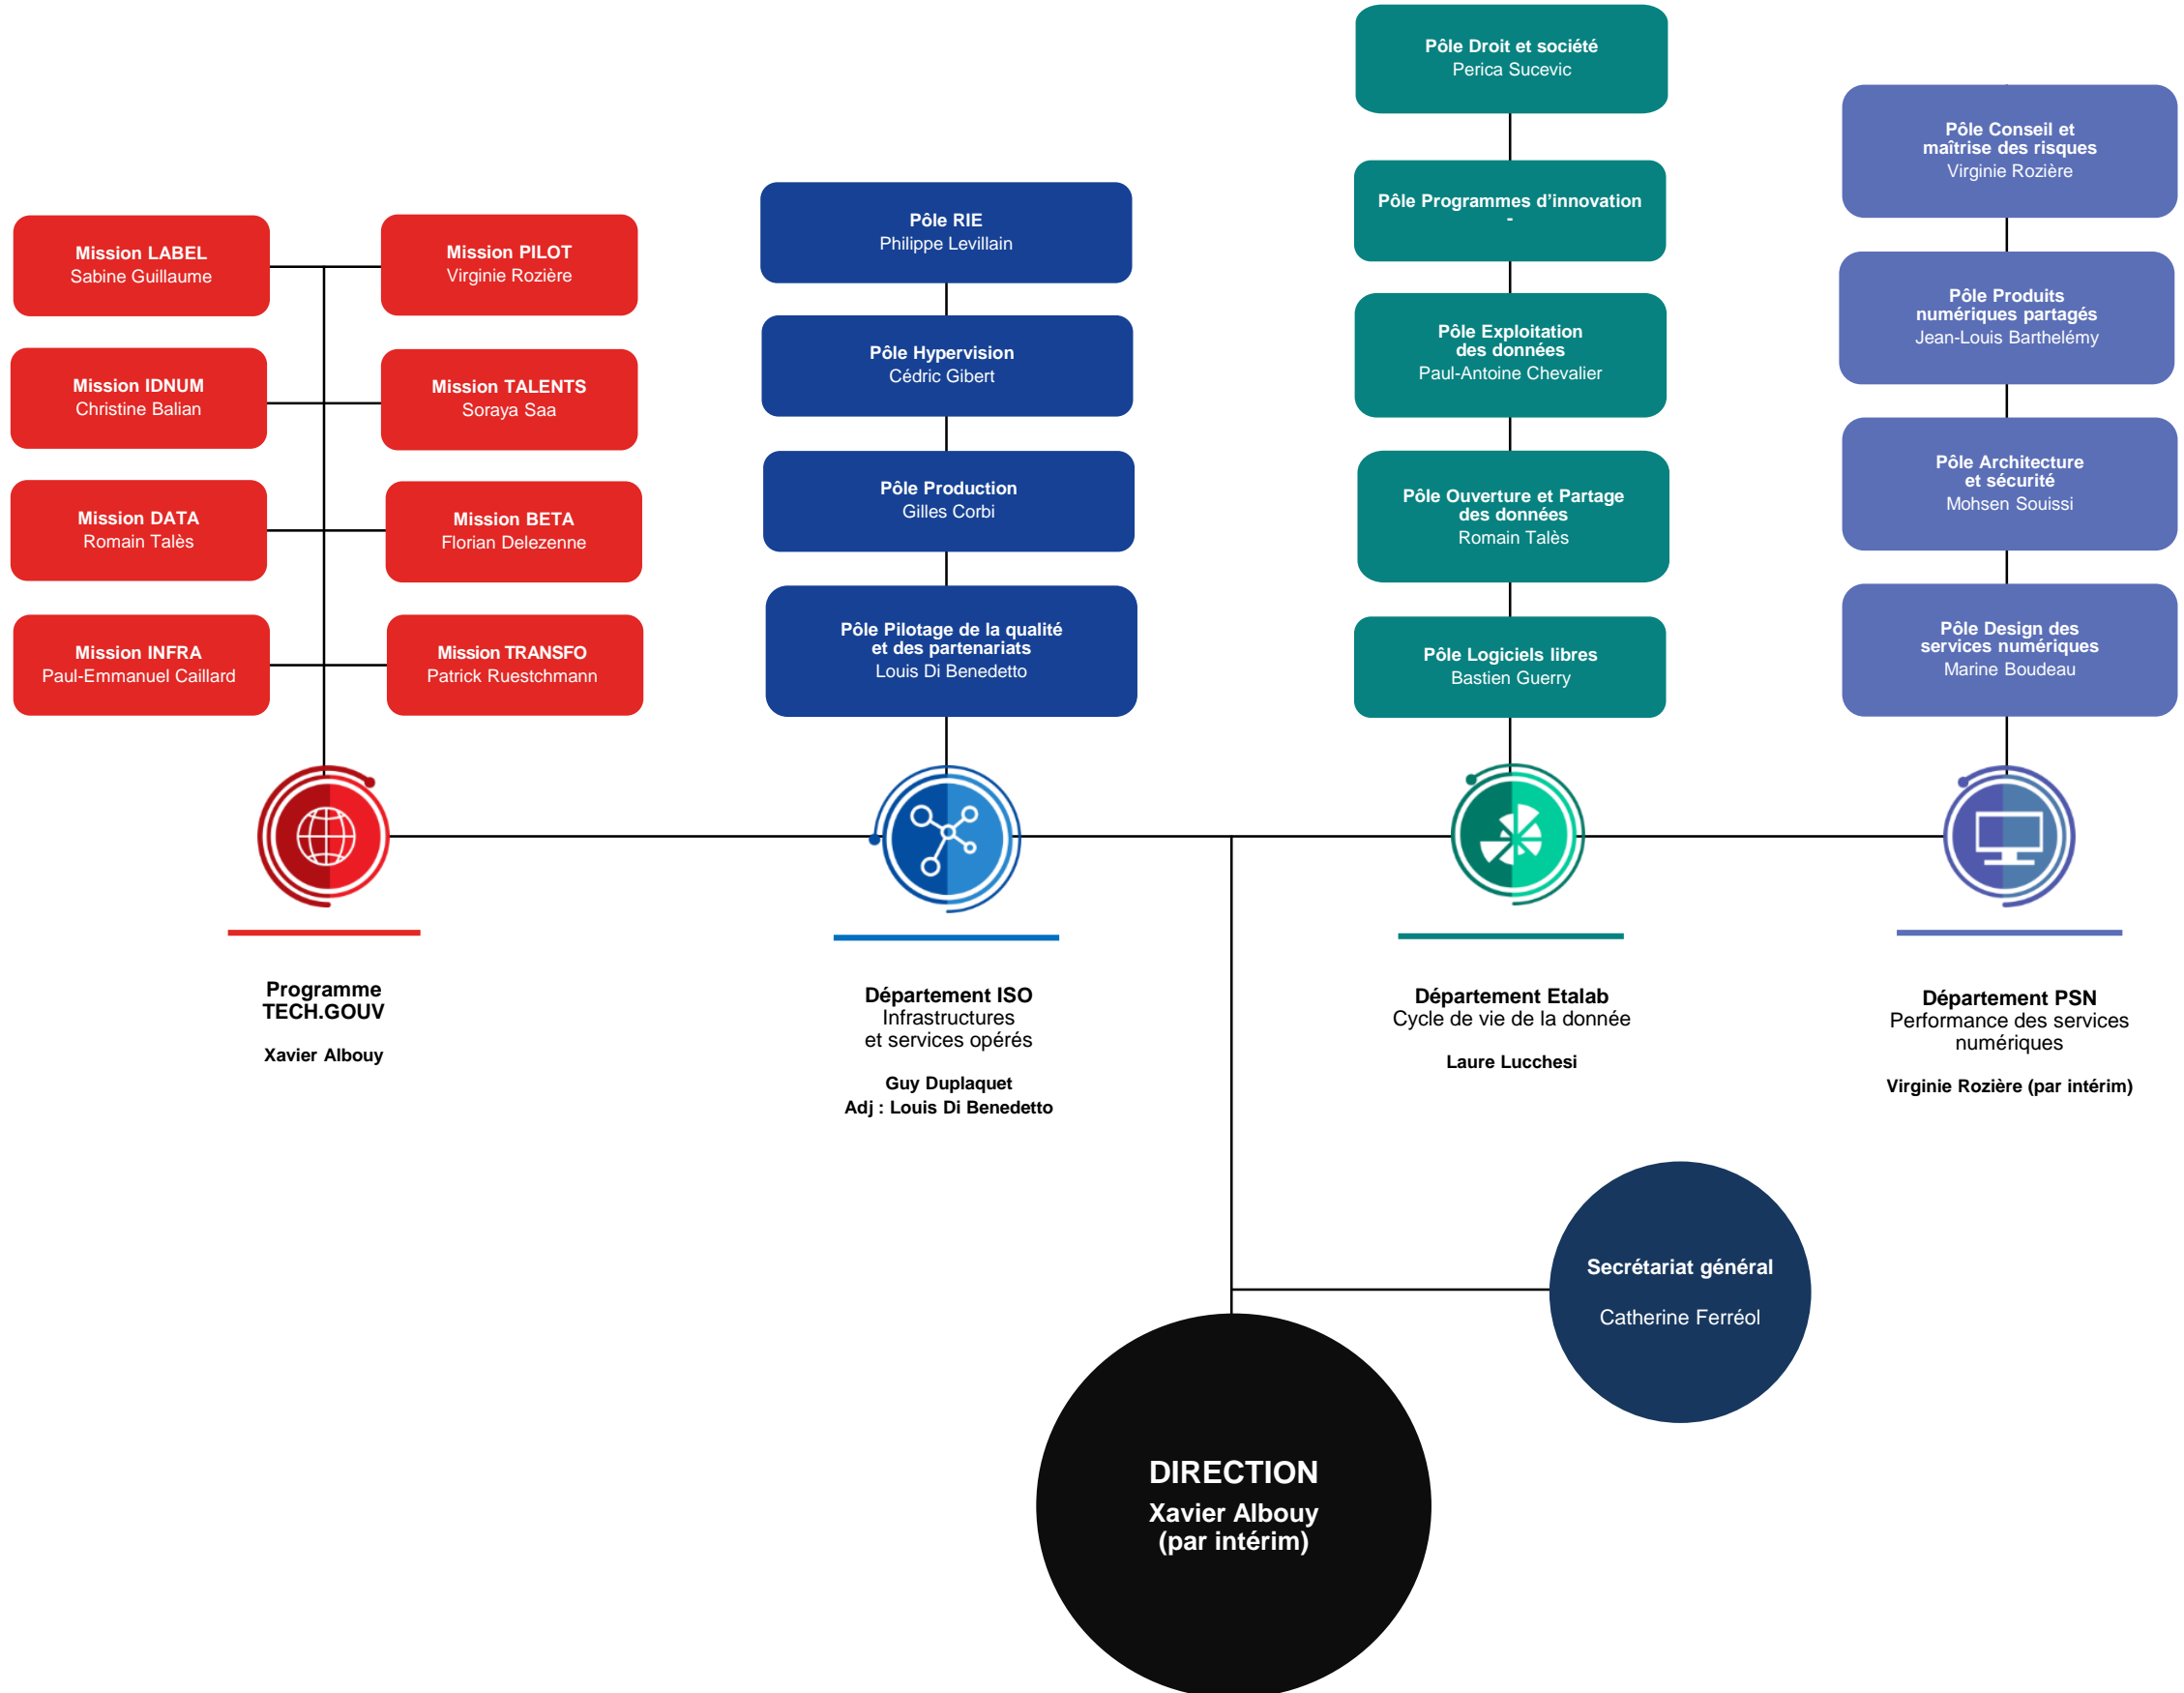 Mission LABEL
Sabine Guillaume
Mission PILOT
Virginie Rozière
Mission IDNUM
Christine Balian
Mission TALENTS
Soraya Saa
Mission DATA
Romain Talès
Mission BETA
Florian Delezenne
Mission INFRA
Paul-Emmanuel Caillard
Mission TRANSFO
Patrick Ruestchmann
Programme
TECH.GOUV
Xavier Albouy
Pôle RIE
Philippe Levillain
Pôle Hypervision
Cédric Gibert
Pôle Production
Gilles Corbi
Pôle Pilotage de la qualité
et des partenariats
Louis Di Benedetto
Département ISO
Infrastructures
et services opérés
Guy Duplaquet
Adj : Louis Di Benedetto
Pôle Droit et société
Perica Sucevic
Pôle Programmes d’innovation
-
Pôle Exploitation
des données
Paul-Antoine Chevalier
Pôle Ouverture et Partage
des données
Romain Talès
Pôle Logiciels libres
Bastien Guerry
Département Etalab
Cycle de vie de la donnée
Laure Lucchesi
Pôle Conseil et
maîtrise des risques
Virginie Rozière
Pôle Produits
numériques partagés
Jean-Louis Barthelémy
Pôle Architecture
et sécurité
Mohsen Souissi
Pôle Design des
services numériques
Marine Boudeau
Département PSN
Performance des services
numériques
Virginie Rozière (par intérim)
Secrétariat général
Catherine Ferréol
DIRECTION
Xavier Albouy
(par intérim)